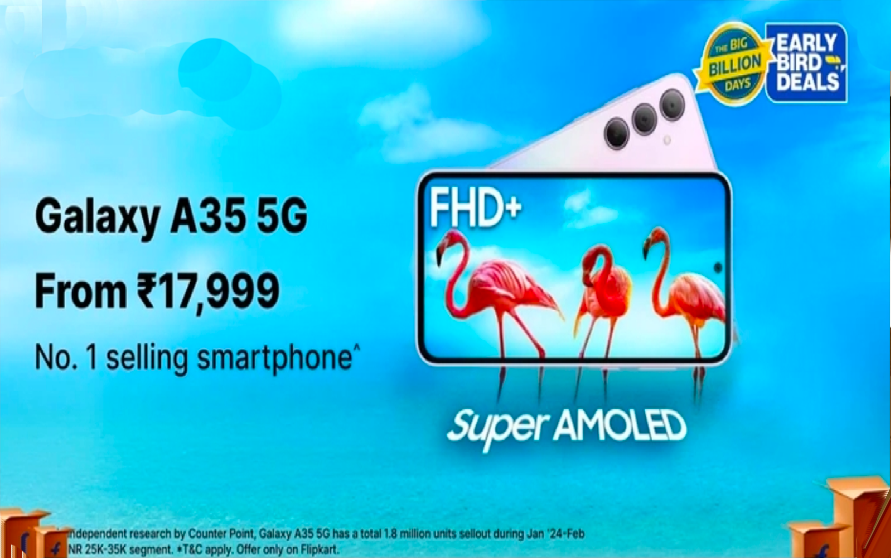 THE BIG
BILLION
DAYS
EARLY
BIRD
DEALS
Galaxy A35 5G
From ₹17,999
No. 1 selling smartphone^
FHD+
Super AMOLED
ndependent research by Counter Point, Galaxy A35 5G has a total 1.8 million units sellout during Jan '24-Feb
NR 25K-35K segment. *T&C apply. Offer only on Flipkart.